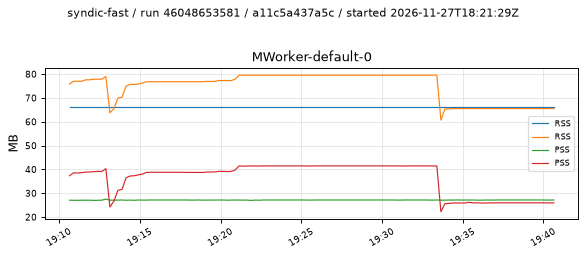 syndic-fast / run 46048653581 / a11c5a437a5c / started 2026-11-27T18:21:29Z
MWorker-default-0
MB
80
70
60
50
40
30
20
RSS
RSS
PSS
PSS
19:10
19:15
19:20
19:25
19:30
19:35
19:40